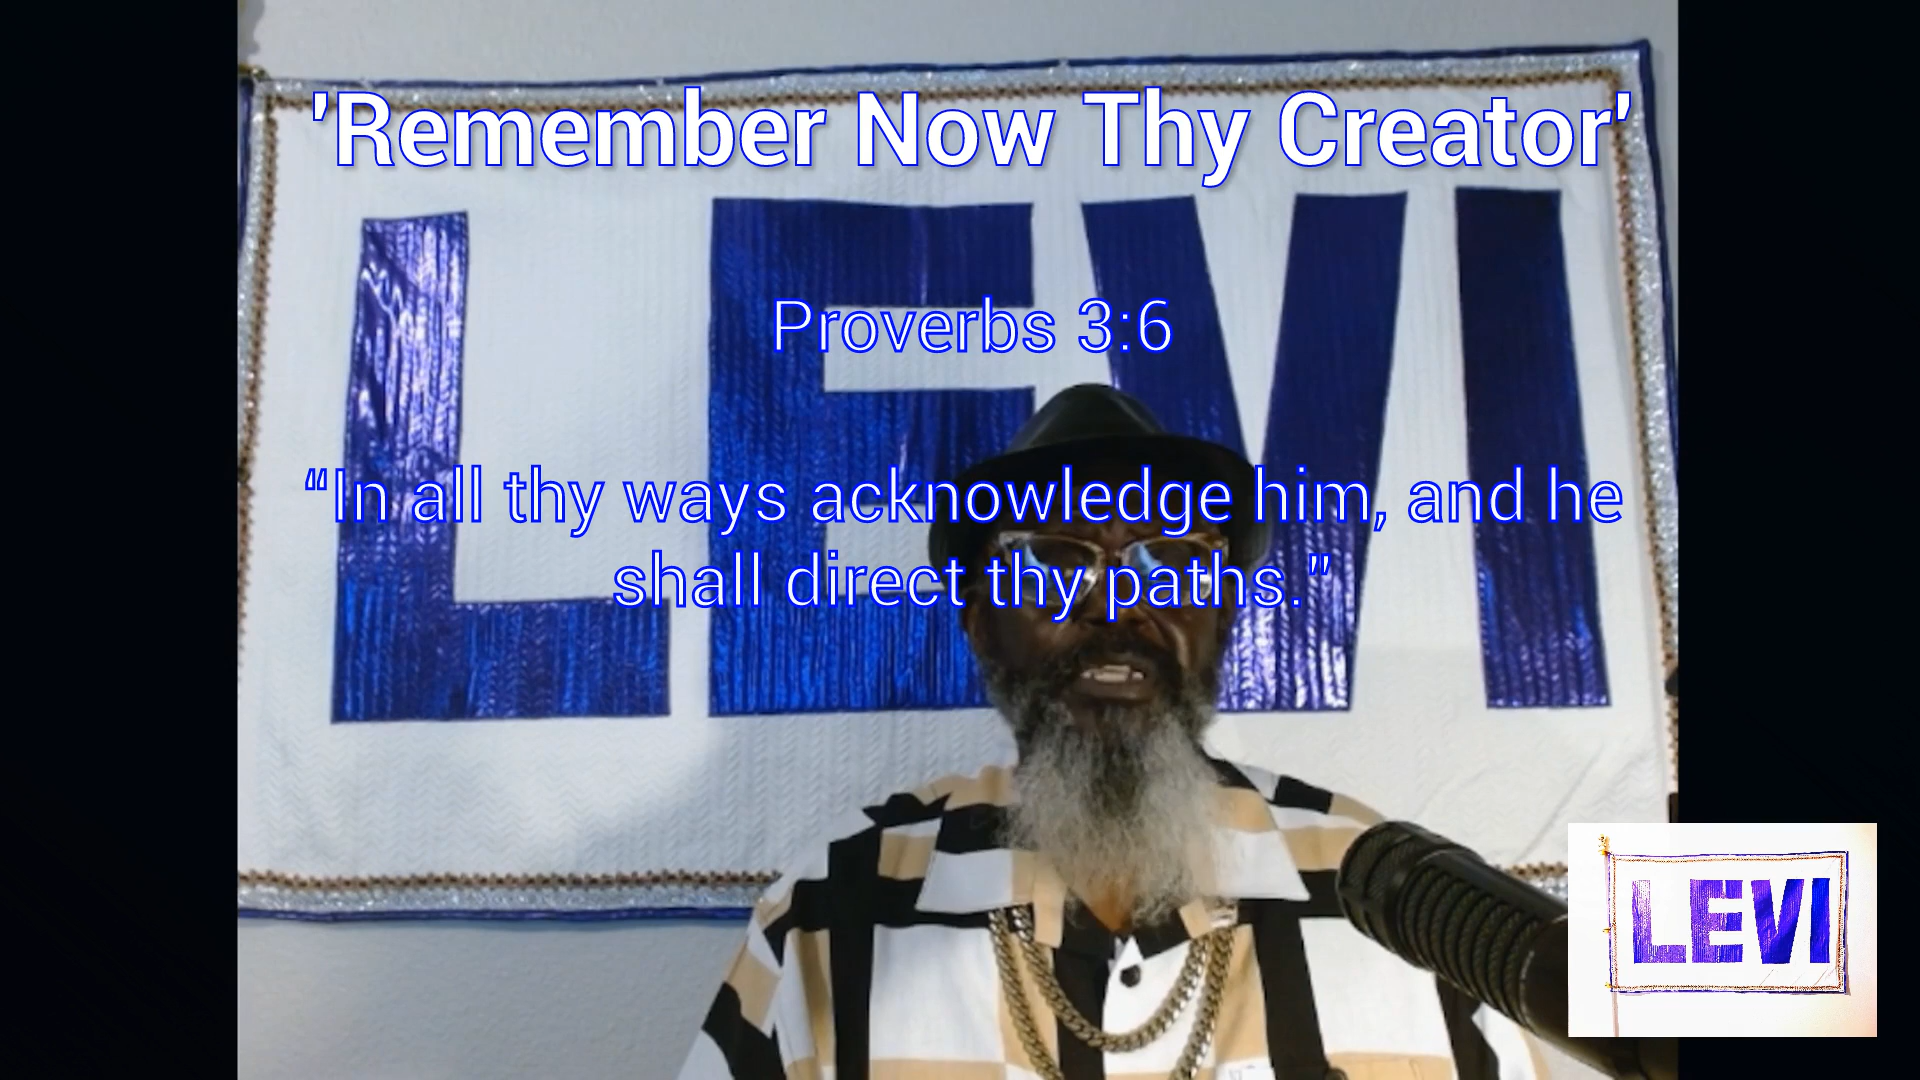 'Remember Now Thy Creator'
LEVI
Proverbs 3:6
“In all thy ways acknowledge him, and he
shall direct thy paths."
LEVI